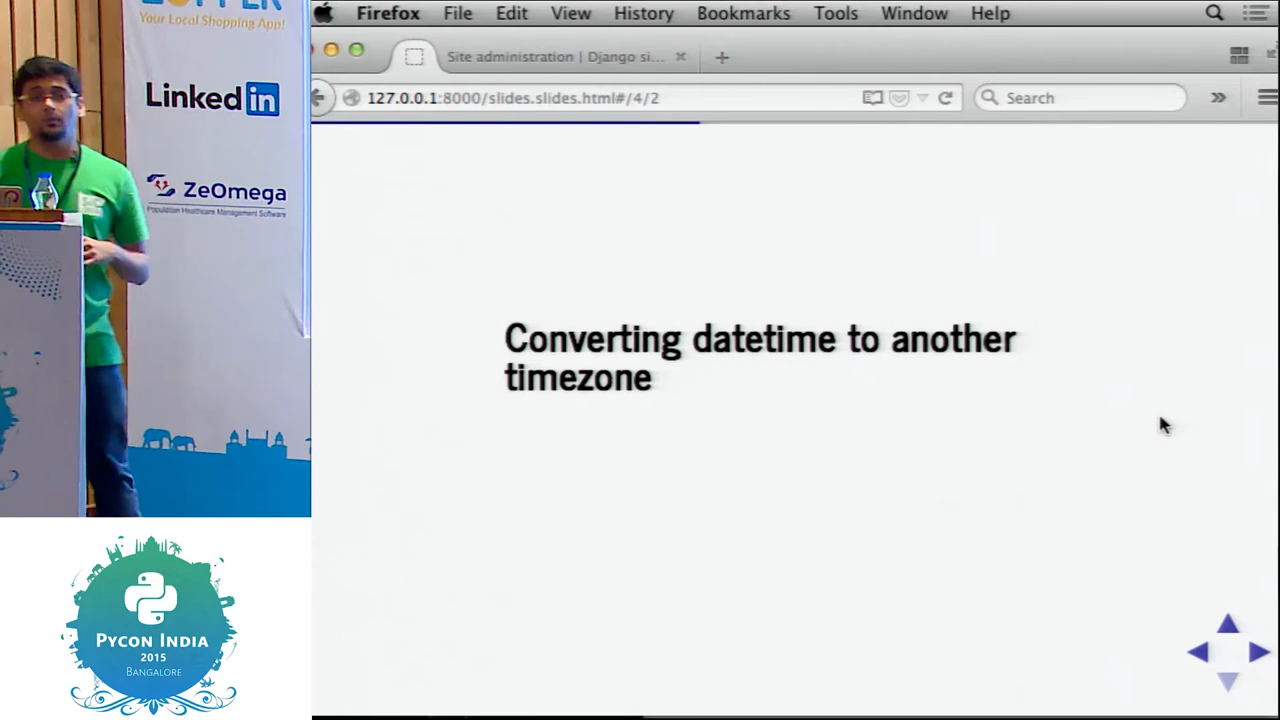 Your Local Shopping App!
Linked in
ZeOmega
Population Healthcare Management Software
PYCON INDIA
2015
BANGALORE
Firefox File Edit View History Bookmarks Tools Window Help
Site administration | Django si...
127.0.0.1:8000/slides.slides.html#/4/2
Search
Converting datetime to another
timezone